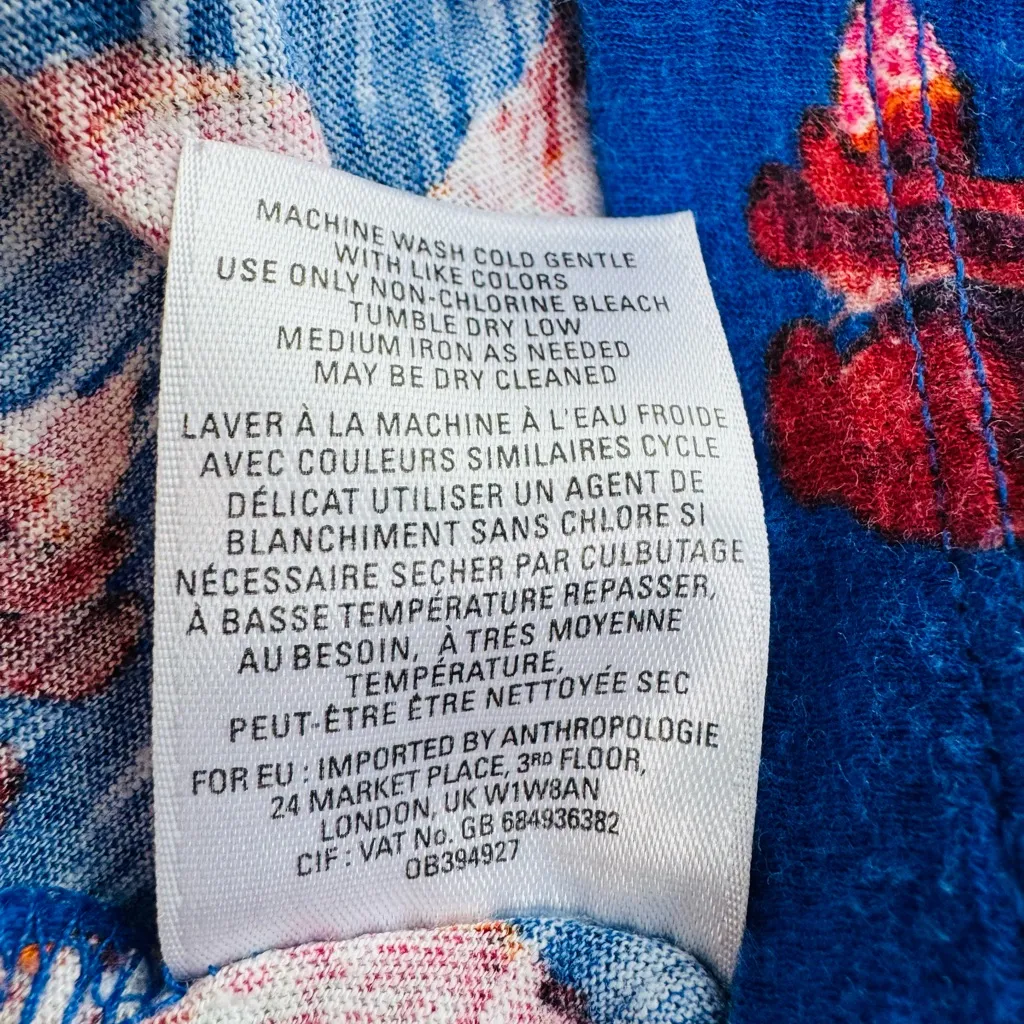 MACHINE WASH COLD GENTLE
WITH LIKE COLORS
USE ONLY NON-CHLORINE BLEACH
TUMBLE DRY LOW
MEDIUM IRON AS NEEDED
MAY BE DRY CLEANED
LAVER À LA MACHINE À L'EAU FROIDE
AVEC COULEURS SIMILAIRES CYCLE
DÉLICAT UTILISER UN AGENT DE
BLANCHIMENT SANS CHLORE SI
NÉCESSAIRE SECHER PAR CULBUTAGE
À BASSE TEMPÉRATURE REPASSER,
AU BESOIN, À TRÉS MOYENNE
TEMPÉRATURE,
PEUT-ÊTRE ÊTRE NETTOYÉE SEC
FOR EU : IMPORTED BY ANTHROPOLOGIE
24 MARKET PLACE, 3RD FLOOR,
LONDON, UK W1W8AN
CIF : VAT No. GB 684936382
OB394927